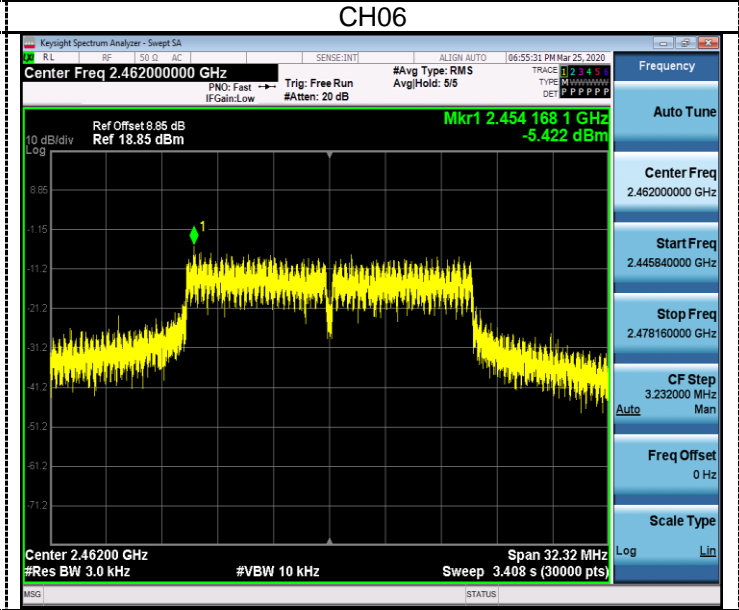 CH06
Keysight Spectrum Analyzer - Swept SA
LXI RL RF 50 Ω AC SENSE:INT ALIGN AUTO 06:55:31 PM Mar 25, 2020
Center Freq 2.462000000 GHz #Avg Type: RMS TRACE 1 2 3 4 5 6
PNO: Fast Trig: Free Run Avg|Hold: 5/5 TYPE M WWWWW
IFGain:Low #Atten: 20 dB DET P P P P P P
Ref Offset 8.85 dB Mkr1 2.454 168 1 GHz
10 dB/div Ref 18.85 dBm -5.422 dBm
Log
8.85
1
-1.15
-11.2
-21.2
-31.2
-41.2
-51.2
-61.2
-71.2
Center 2.46200 GHz Span 32.32 MHz
#Res BW 3.0 kHz #VBW 10 kHz Sweep 3.408 s (30000 pts)
MSG STATUS
Frequency
Auto Tune
Center Freq
2.462000000 GHz
Start Freq
2.445840000 GHz
Stop Freq
2.478160000 GHz
CF Step
3.232000 MHz
Auto Man
Freq Offset
0 Hz
Scale Type
Log Lin